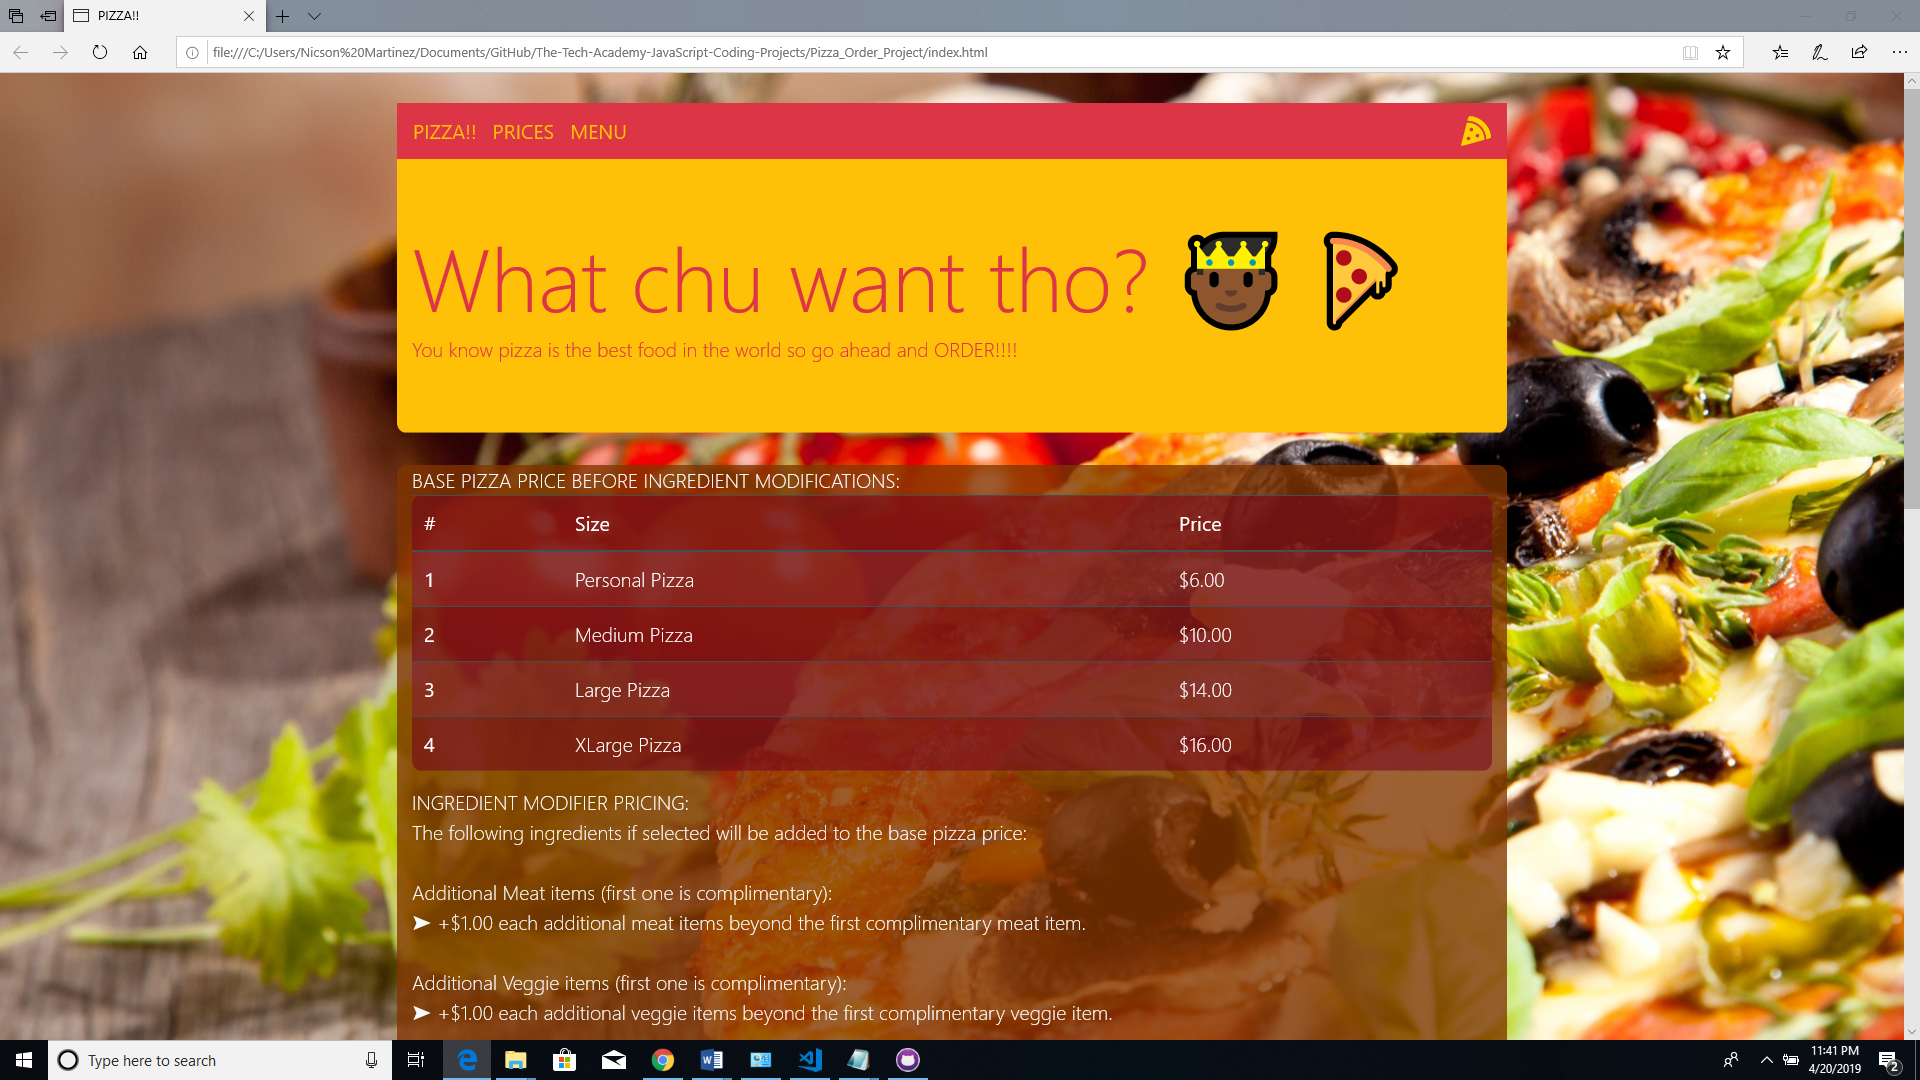 PIZZA!!
file:///C:/Users/Nicson%20Martinez/Documents/GitHub/The-Tech-Academy-JavaScript-Coding-Projects/Pizza_Order_Project/index.html
PIZZA!! PRICES MENU
What chu want tho?
You know pizza is the best food in the world so go ahead and ORDER!!!!
BASE PIZZA PRICE BEFORE INGREDIENT MODIFICATIONS:
# Size Price
1 Personal Pizza $6.00
2 Medium Pizza $10.00
3 Large Pizza $14.00
4 XLarge Pizza $16.00
INGREDIENT MODIFIER PRICING:
The following ingredients if selected will be added to the base pizza price:
Additional Meat items (first one is complimentary):
➤ +$1.00 each additional meat items beyond the first complimentary meat item.
Additional Veggie items (first one is complimentary):
➤ +$1.00 each additional veggie items beyond the first complimentary veggie item.
Type here to search
11:41 PM
4/20/2019
2